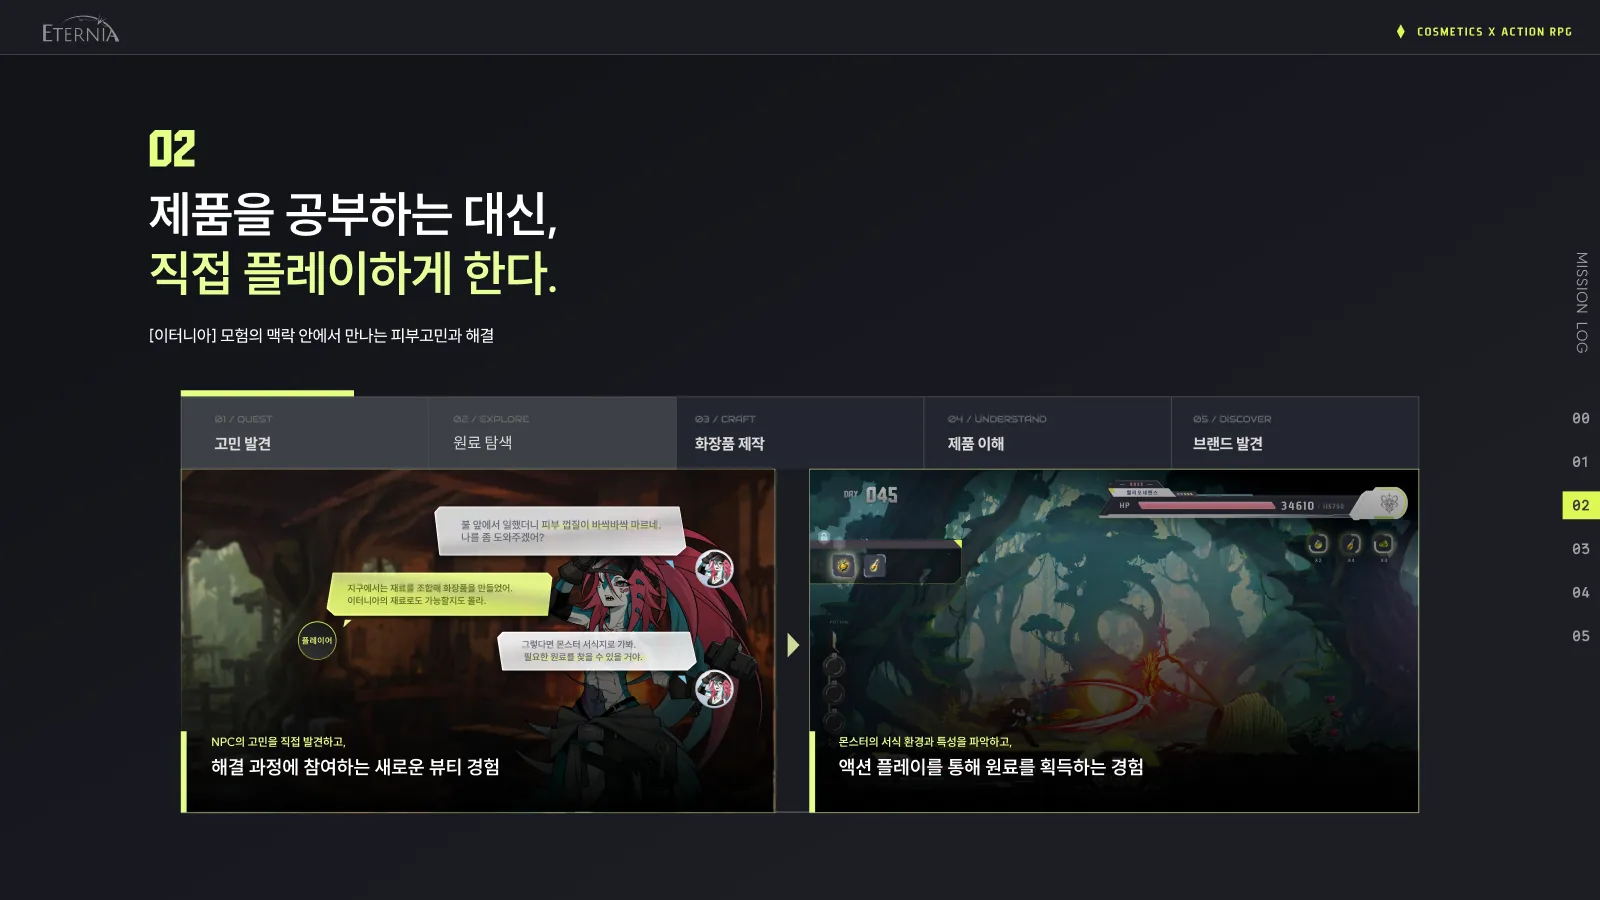 ETERNIA
COSMETICS X ACTION RPG
02
제품을 공부하는 대신,
직접 플레이하게 한다.
[이터니아] 모험의 맥락 안에서 만나는 피부고민과 해결
01 / QUEST
고민 발견
02 / EXPLORE
원료 탐색
03 / CRAFT
화장품 제작
04 / UNDERSTAND
제품 이해
05 / DISCOVER
브랜드 발견
불 앞에서 일했더니 피부 껍질이 바싹바싹 마르네.
나를 좀 도와주겠어?
지구에서는 재료를 조합해 화장품을 만들었어.
이터니아의 재료로도 가능할지도 몰라.
플레이어
그렇다면 몬스터 서식지로 가봐.
필요한 원료를 찾을 수 있을 거야.
NPC의 고민을 직접 발견하고,
해결 과정에 참여하는 새로운 뷰티 경험
DAY 045
BOSS
HP
34610
X3
X4
POTION
몬스터의 서식 환경과 특성을 파악하고,
액션 플레이를 통해 원료를 획득하는 경험
MISSION LOG
00
01
02
03
04
05